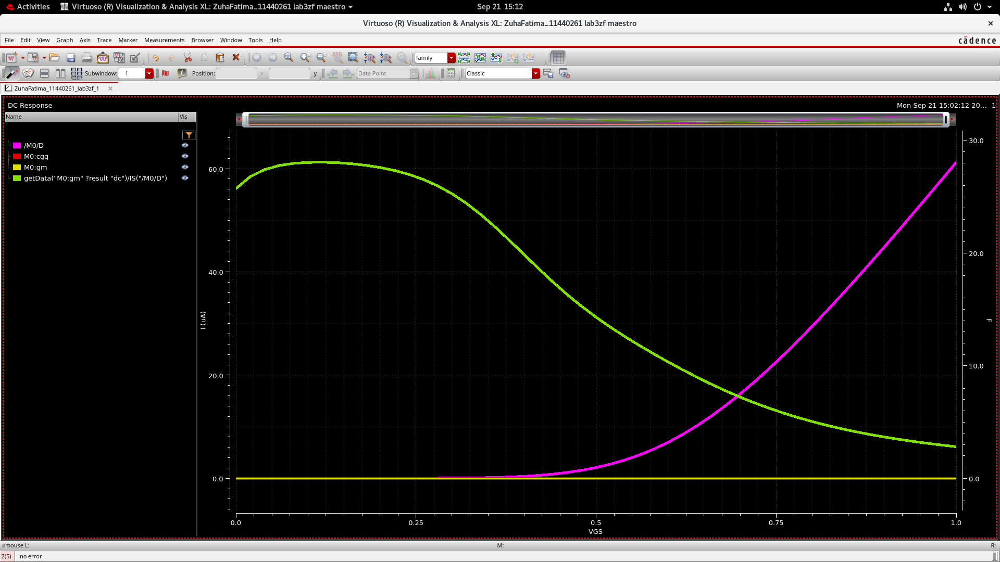 Activities Virtuoso (R) Visualization & Analysis XL: ZuhaFatima_11440261 lab3zf maestro Sep 21 15:12
Virtuoso (R) Visualization & Analysis XL: ZuhaFatima_11440261 lab3zf maestro ×
File Edit View Graph Axis Trace Marker Measurements Browser Window Tools Help cādence
family
Subwindow: 1 Position: x y Data Point Classic
ZuhaFatima_11440261_lab3zf_1 ×
DC Response Mon Sep 21 15:02:12 20... 1
Name Vis
/M0/D
M0:cgg
M0:gm
getData("M0:gm" ?result "dc")/IS("/M0/D")
30.0
60.0
20.0
40.0
I (uA)
F
10.0
20.0
0.0 0.0
0.0 0.25 0.5 0.75 1.0
VGS
mouse L: M: R:
2(5) no error